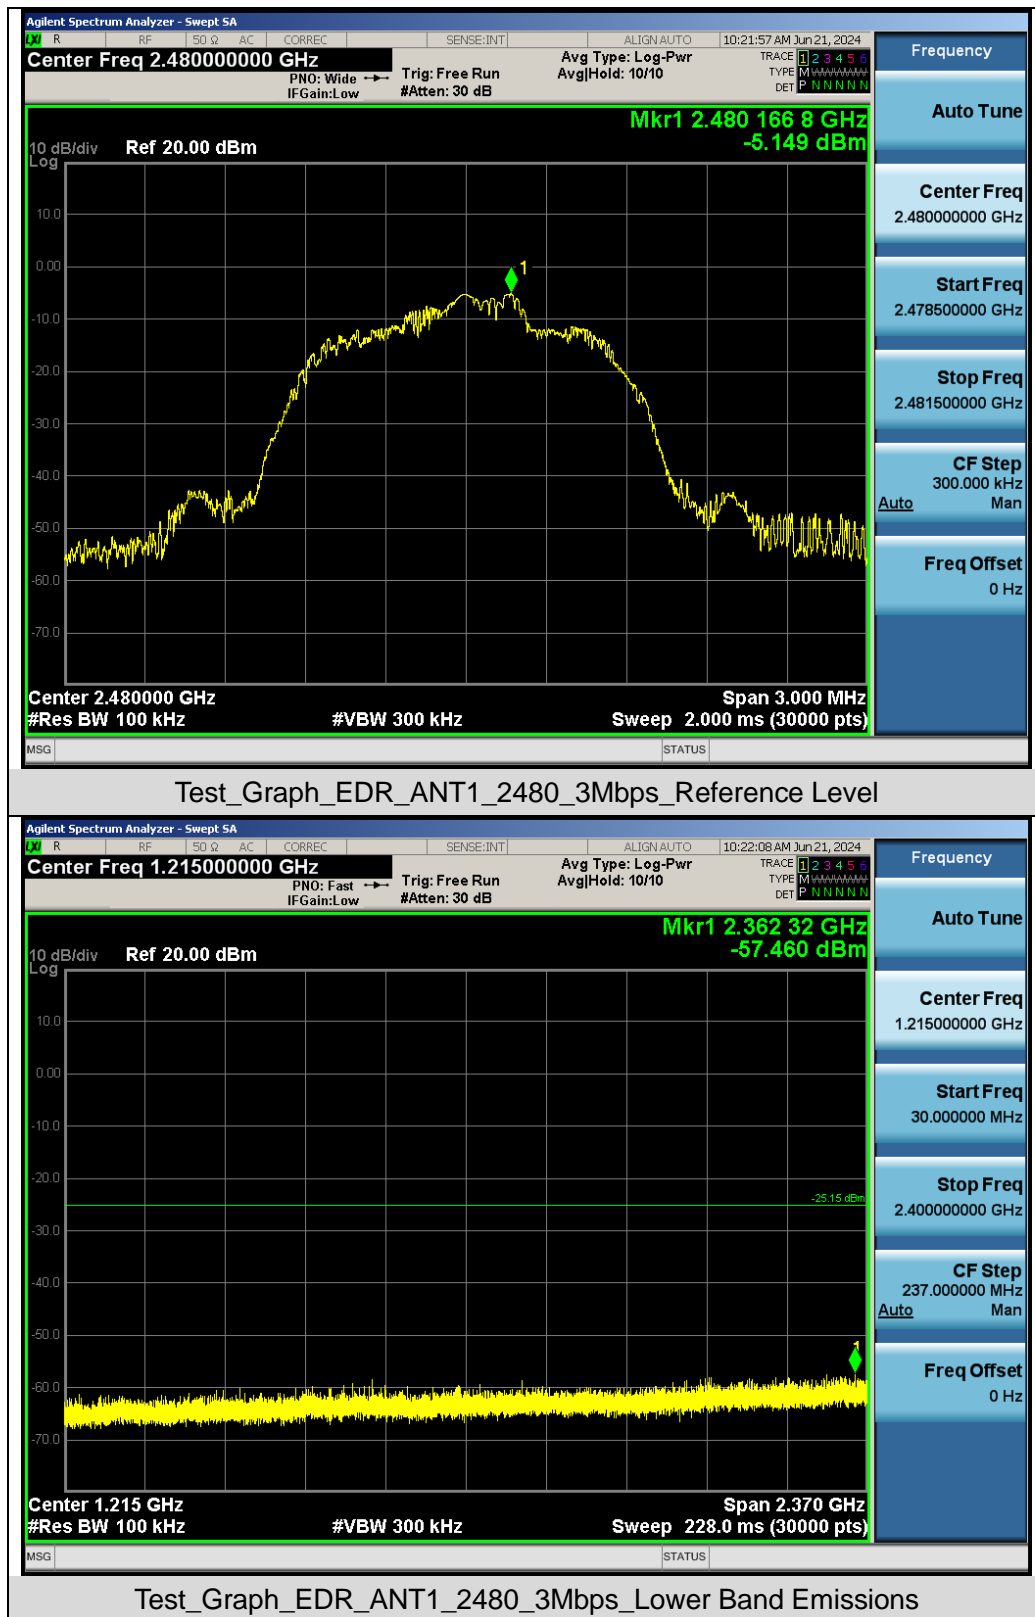 Agilent Spectrum Analyzer - Swept SA
LXI R RF 50 Ω AC CORREC SENSE:INT ALIGN AUTO 10:21:57 AM Jun 21, 2024
Center Freq 2.480000000 GHz
PNO: Wide
IFGain:Low
Trig: Free Run
#Atten: 30 dB
Avg Type: Log-Pwr
Avg|Hold: 10/10
TRACE 1 2 3 4 5 6
TYPE M
DET P N N N N N
Mkr1 2.480 166 8 GHz
-5.149 dBm
10 dB/div Ref 20.00 dBm
Log
10.0
0.00
1
-10.0
-20.0
-30.0
-40.0
-50.0
-60.0
-70.0
Center 2.480000 GHz Span 3.000 MHz
#Res BW 100 kHz #VBW 300 kHz Sweep 2.000 ms (30000 pts)
MSG STATUS
Frequency
Auto Tune
Center Freq
2.480000000 GHz
Start Freq
2.478500000 GHz
Stop Freq
2.481500000 GHz
CF Step
300.000 kHz
Auto Man
Freq Offset
0 Hz
Test_Graph_EDR_ANT1_2480_3Mbps_Reference Level
Agilent Spectrum Analyzer - Swept SA
LXI R RF 50 Ω AC CORREC SENSE:INT ALIGN AUTO 10:22:08 AM Jun 21, 2024
Center Freq 1.215000000 GHz
PNO: Fast
IFGain:Low
Trig: Free Run
#Atten: 30 dB
Avg Type: Log-Pwr
Avg|Hold: 10/10
TRACE 1 2 3 4 5 6
TYPE M
DET P N N N N N
Mkr1 2.362 32 GHz
-57.460 dBm
10 dB/div Ref 20.00 dBm
Log
10.0
0.00
-10.0
-20.0
-25.15 dBm
-30.0
-40.0
-50.0
1
-60.0
-70.0
Center 1.215 GHz Span 2.370 GHz
#Res BW 100 kHz #VBW 300 kHz Sweep 228.0 ms (30000 pts)
MSG STATUS
Frequency
Auto Tune
Center Freq
1.215000000 GHz
Start Freq
30.000000 MHz
Stop Freq
2.400000000 GHz
CF Step
237.000000 MHz
Auto Man
Freq Offset
0 Hz
Test_Graph_EDR_ANT1_2480_3Mbps_Lower Band Emissions